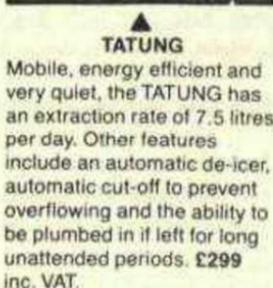 TATUNG
Mobile, energy efficient and
very quiet, the TATUNG has
an extraction rate of 7.5 litres
per day. Other features
include an automatic de-icer,
automatic cut-off to prevent
overflowing and the ability to
be plumbed in if left for long
unattended periods. £299
inc. VAT.